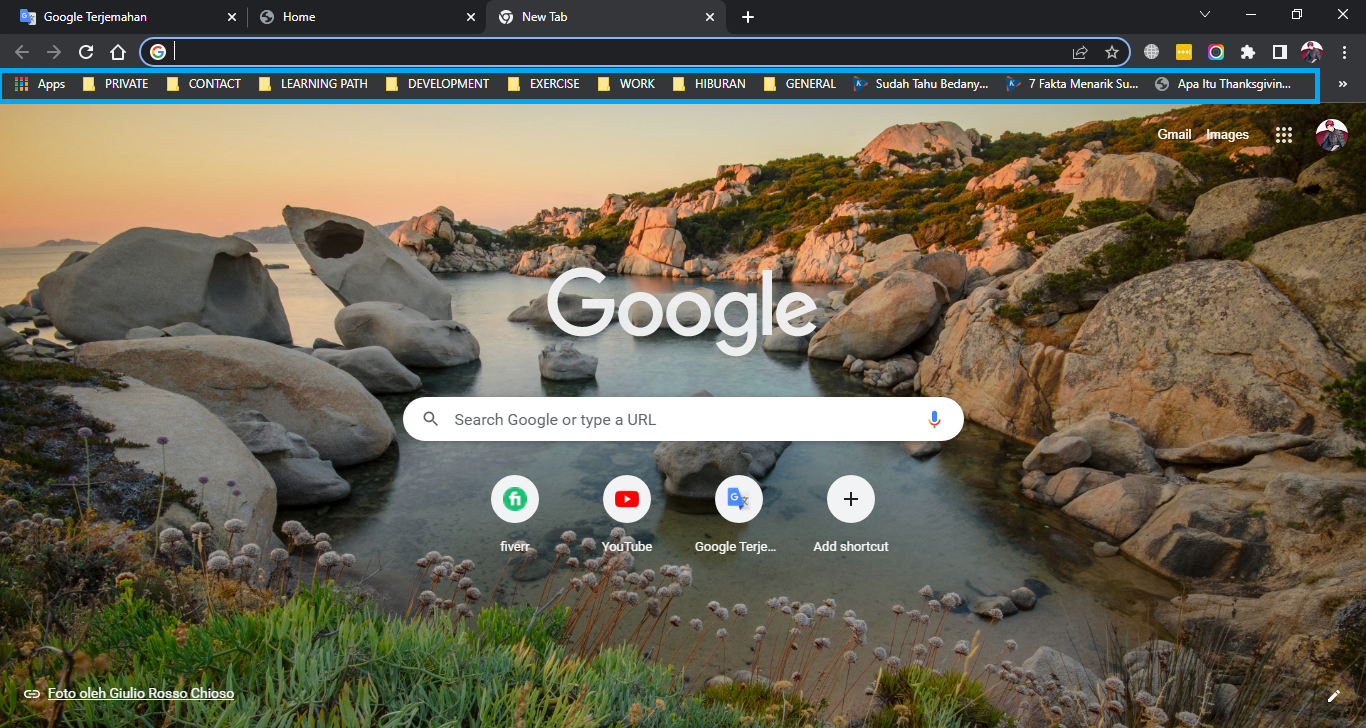 Google Terjemahan
Home
New Tab
Apps PRIVATE CONTACT LEARNING PATH DEVELOPMENT EXERCISE WORK HIBURAN GENERAL Sudah Tahu Bedany... 7 Fakta Menarik Su... Apa Itu Thanksgivin... »
Gmail Images
Google
Search Google or type a URL
fiverr YouTube Google Terje... Add shortcut
Foto oleh Giulio Rosso Chioso